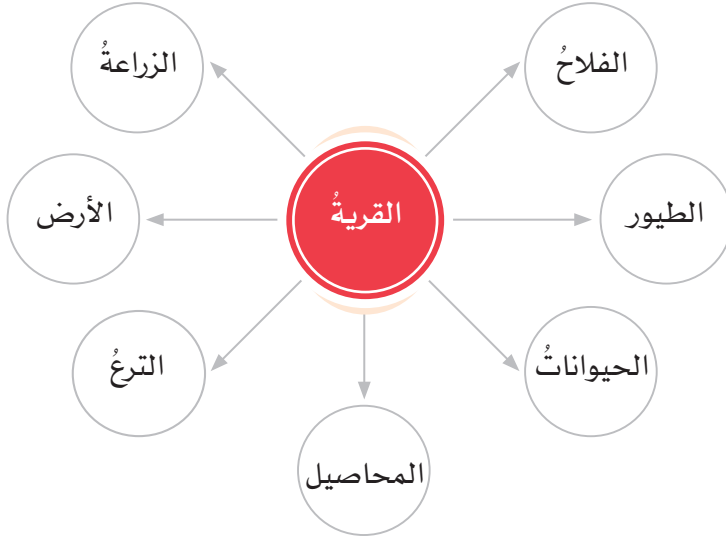 الفلاحُ
الزراعةُ
القريةُ
الطيور
الأرض
الحيواناتُ
الترعُ
المحاصيل